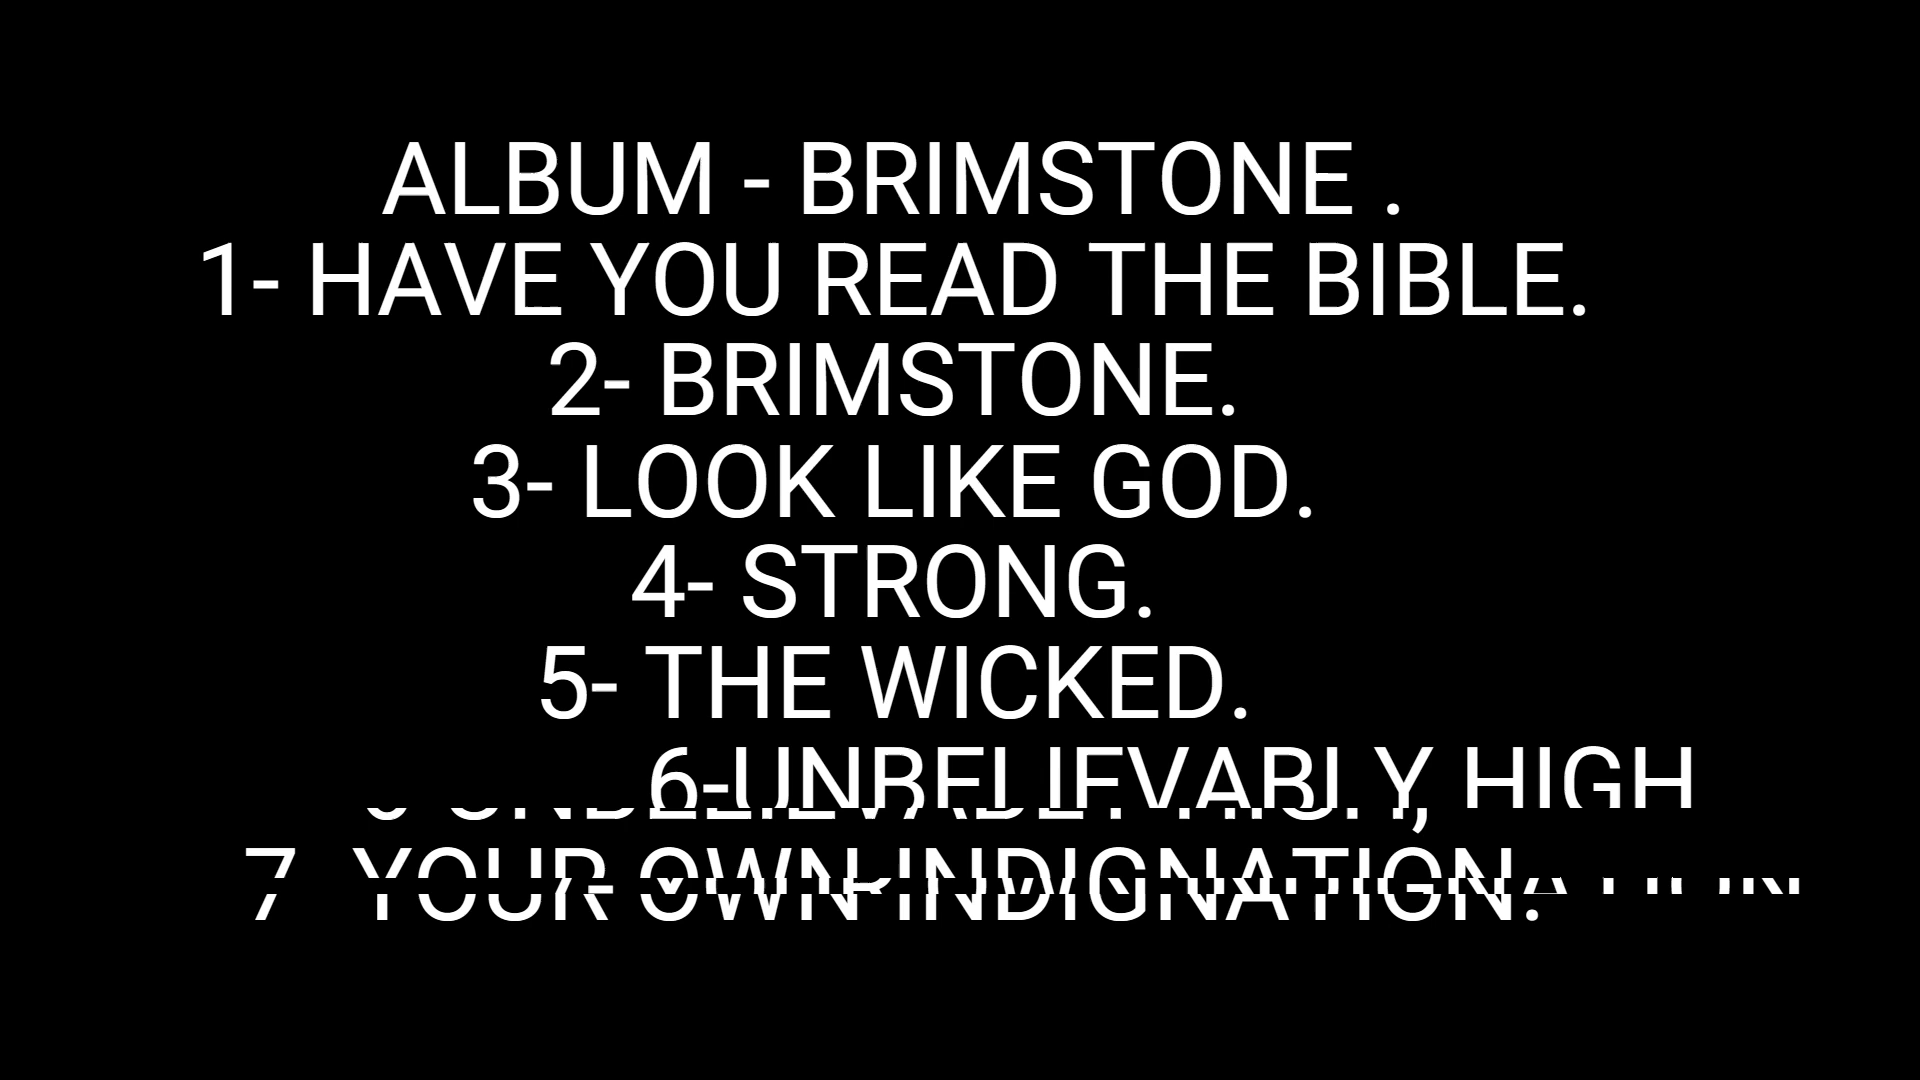 ALBUM - BRIMSTONE .
1- HAVE YOU READ THE BIBLE.
2- BRIMSTONE.
3- LOOK LIKE GOD.
4- STRONG.
5- THE WICKED.
6-UNBELIEVABLY HIGH
7- YOUR OWN INDIGNATION.